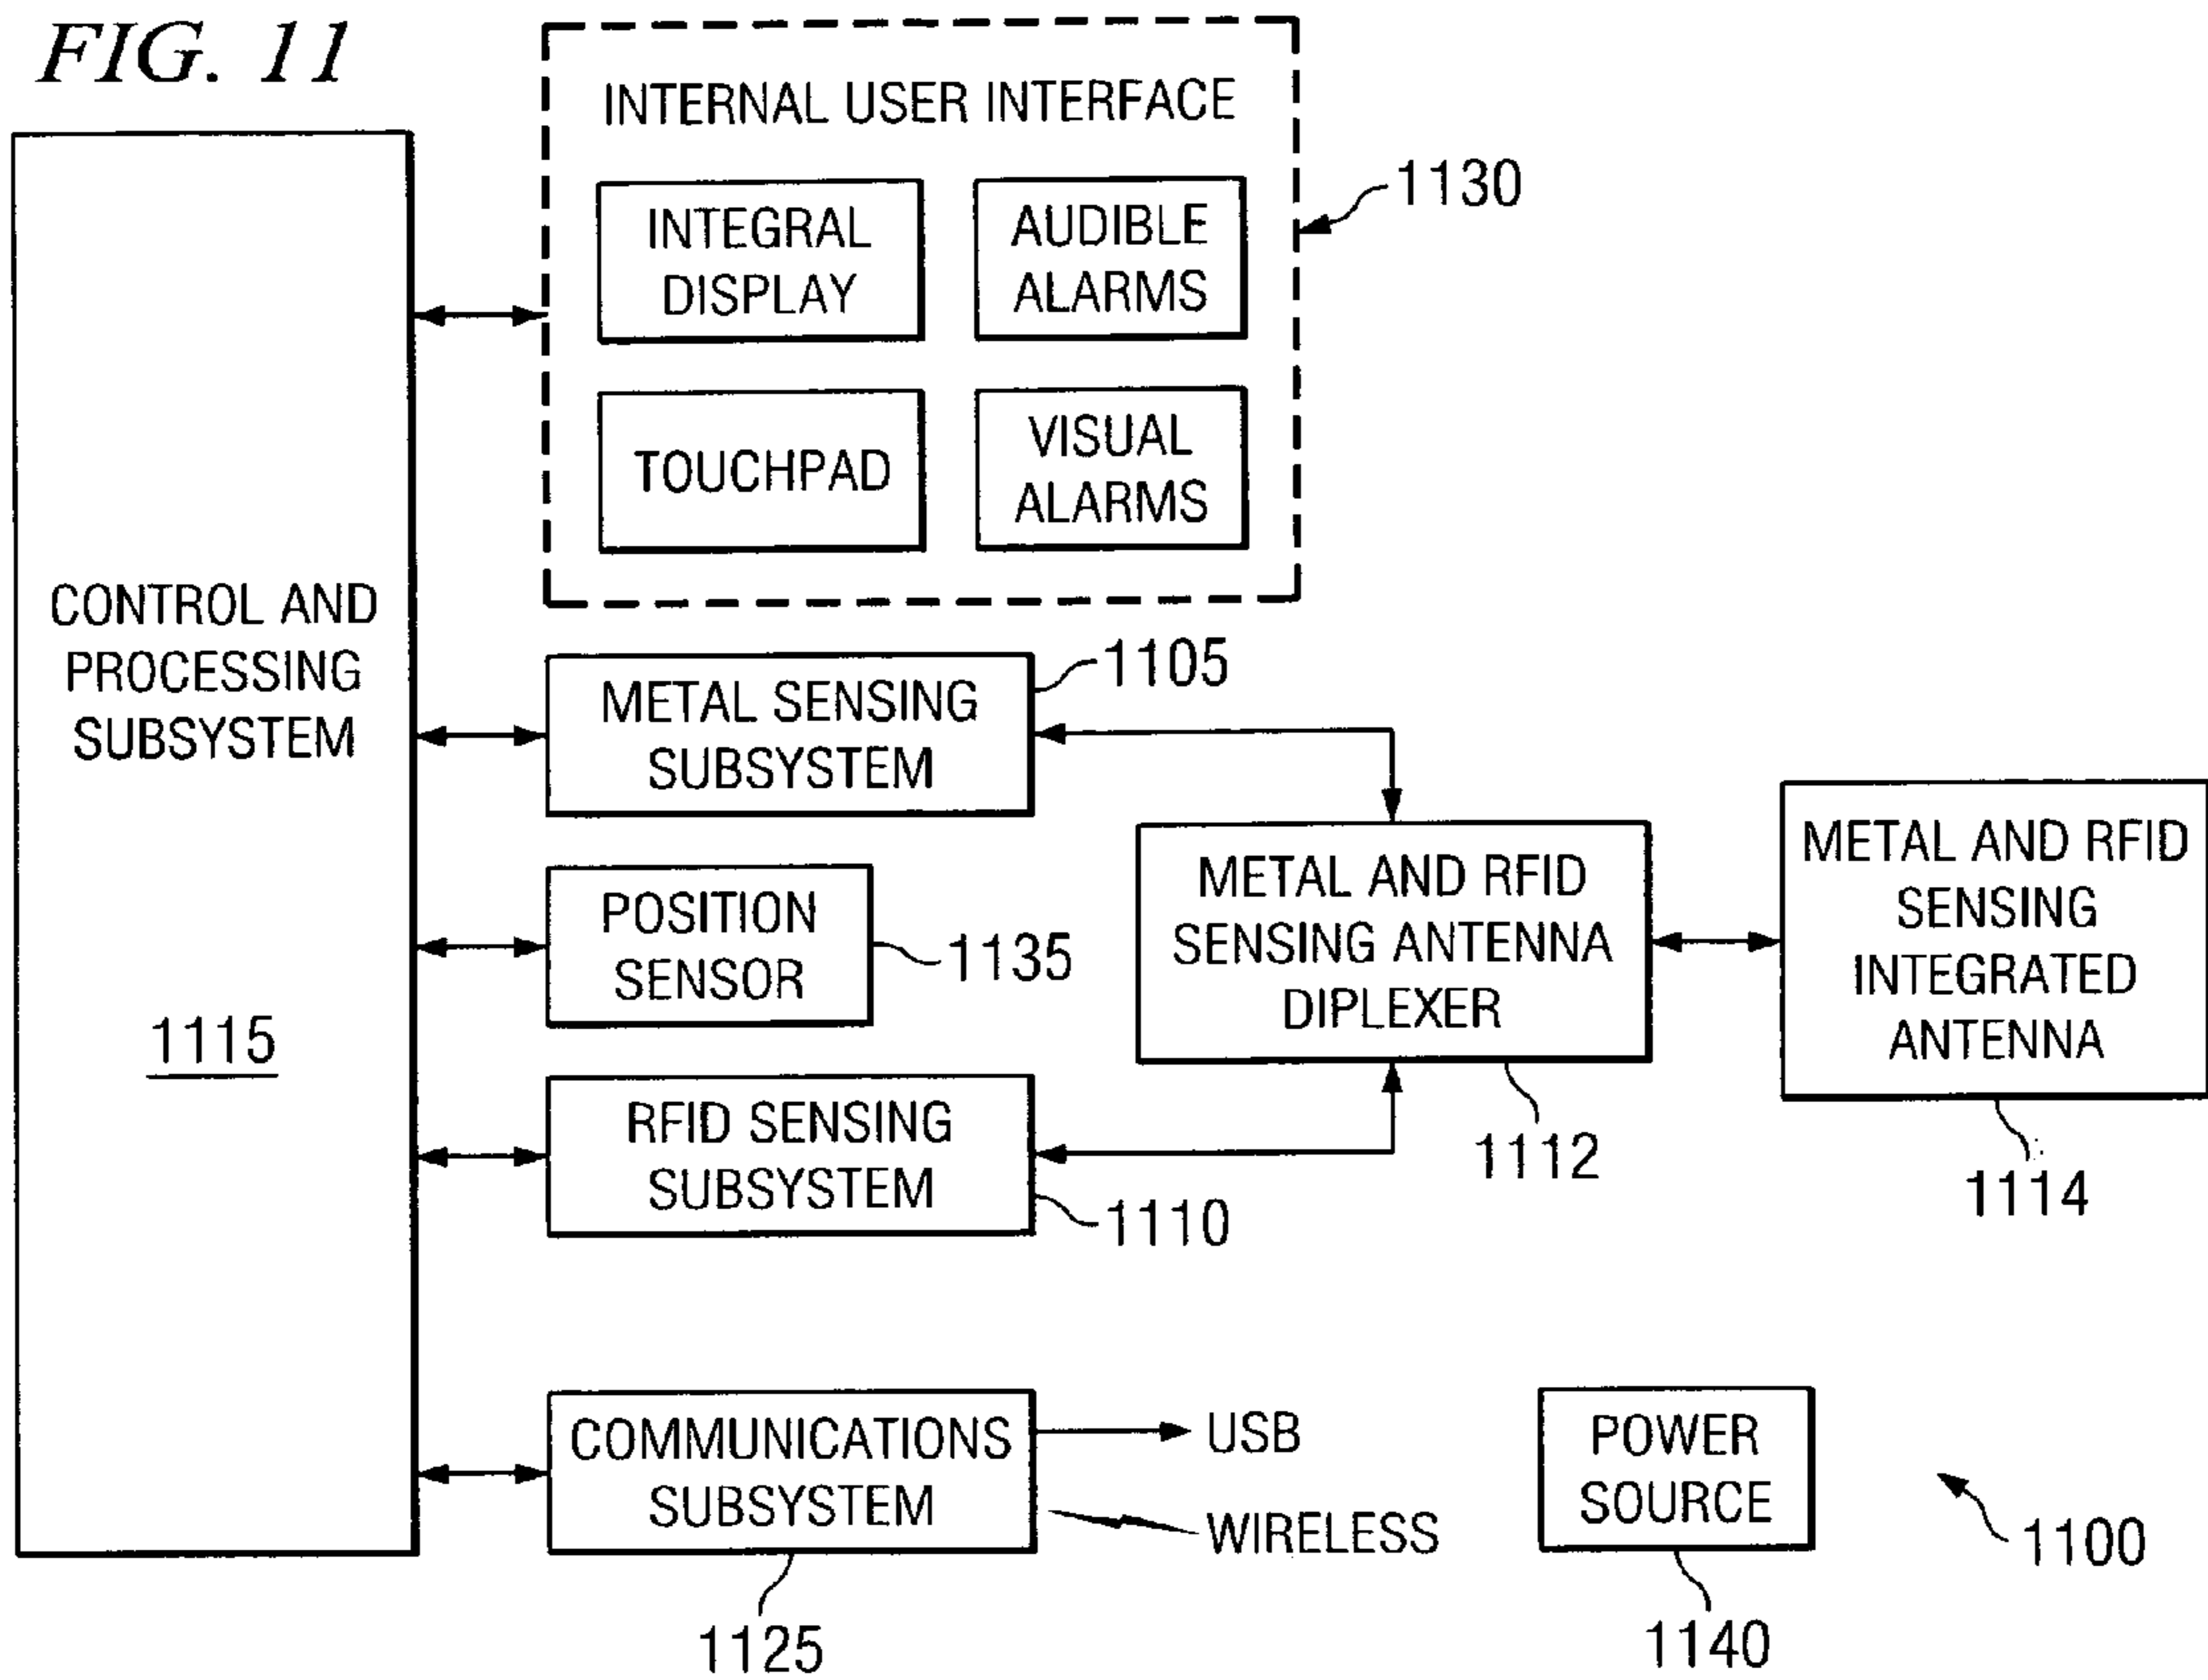 FIG. 11
INTERNAL USER INTERFACE
INTEGRAL
DISPLAY
AUDIBLE
ALARMS
1130
TOUCHPAD
VISUAL
ALARMS
CONTROL AND
PROCESSING
SUBSYSTEM
1115
METAL SENSING
SUBSYSTEM
1105
POSITION
SENSOR
1135
RFID SENSING
SUBSYSTEM
1110
METAL AND RFID
SENSING ANTENNA
DIPLEXER
1112
METAL AND RFID
SENSING
INTEGRATED
ANTENNA
1114
COMMUNICATIONS
SUBSYSTEM
1125
USB
WIRELESS
POWER
SOURCE
1140
1100